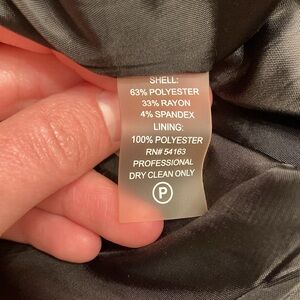 SHELL:
63% POLYESTER
33% RAYON
4% SPANDEX
LINING:
100% POLYESTER
RN# 54163
PROFESSIONAL
DRY CLEAN ONLY
P